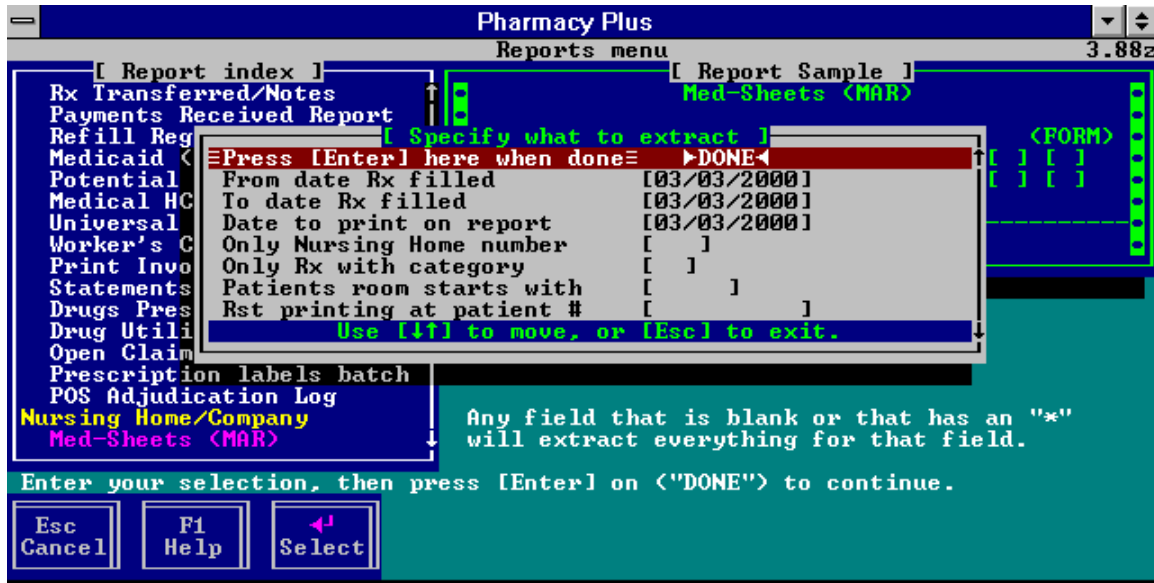 Pharmacy Plus
Reports menu 3.88z
[ Report index ]
Rx Transferred/Notes
Payments Received Report
Refill Reg
Medicaid (
Potential
Medical HC
Universal
Worker's C
Print Invo
Statements
Drugs Pres
Drug Utili
Open Claim
Prescription labels batch
POS Adjudication Log
Nursing Home/Company
Med-Sheets (MAR)
[ Report Sample ]
Med-Sheets (MAR)
(FORM)
[ ] [ ]
[ ] [ ]
[ Specify what to extract ]
≡Press [Enter] here when done≡ ►DONE◄
From date Rx filled [03/03/2000]
To date Rx filled [03/03/2000]
Date to print on report [03/03/2000]
Only Nursing Home number [ ]
Only Rx with category [ ]
Patients room starts with [ ]
Rst printing at patient # [ ]
Use [↓↑] to move, or [Esc] to exit.
Any field that is blank or that has an "*"
will extract everything for that field.
Enter your selection, then press [Enter] on ("DONE") to continue.
Esc
Cancel
F1
Help
Select